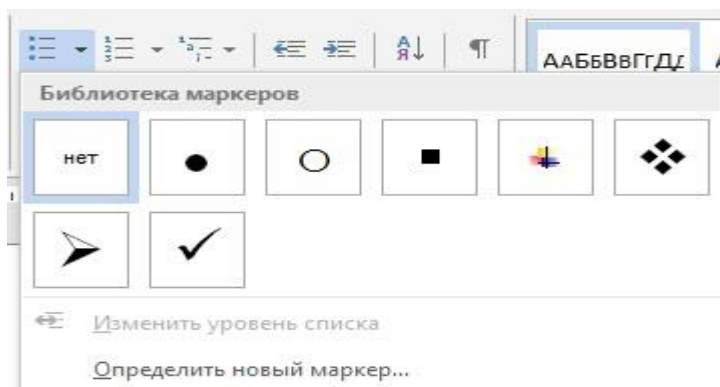 АаБбВвГгДд
Библиотека маркеров
нет
Изменить уровень списка
Определить новый маркер...